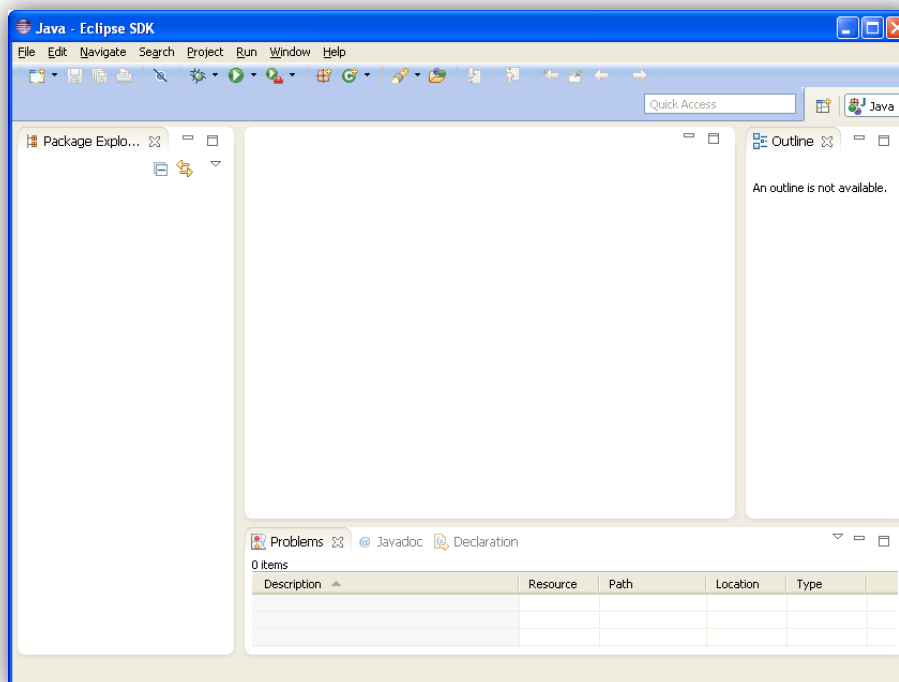 Java - Eclipse SDK
File Edit Navigate Search Project Run Window Help
Quick Access
Java
Package Explo...
Outline
An outline is not available.
Problems @ Javadoc Declaration
0 items
Description Resource Path Location Type